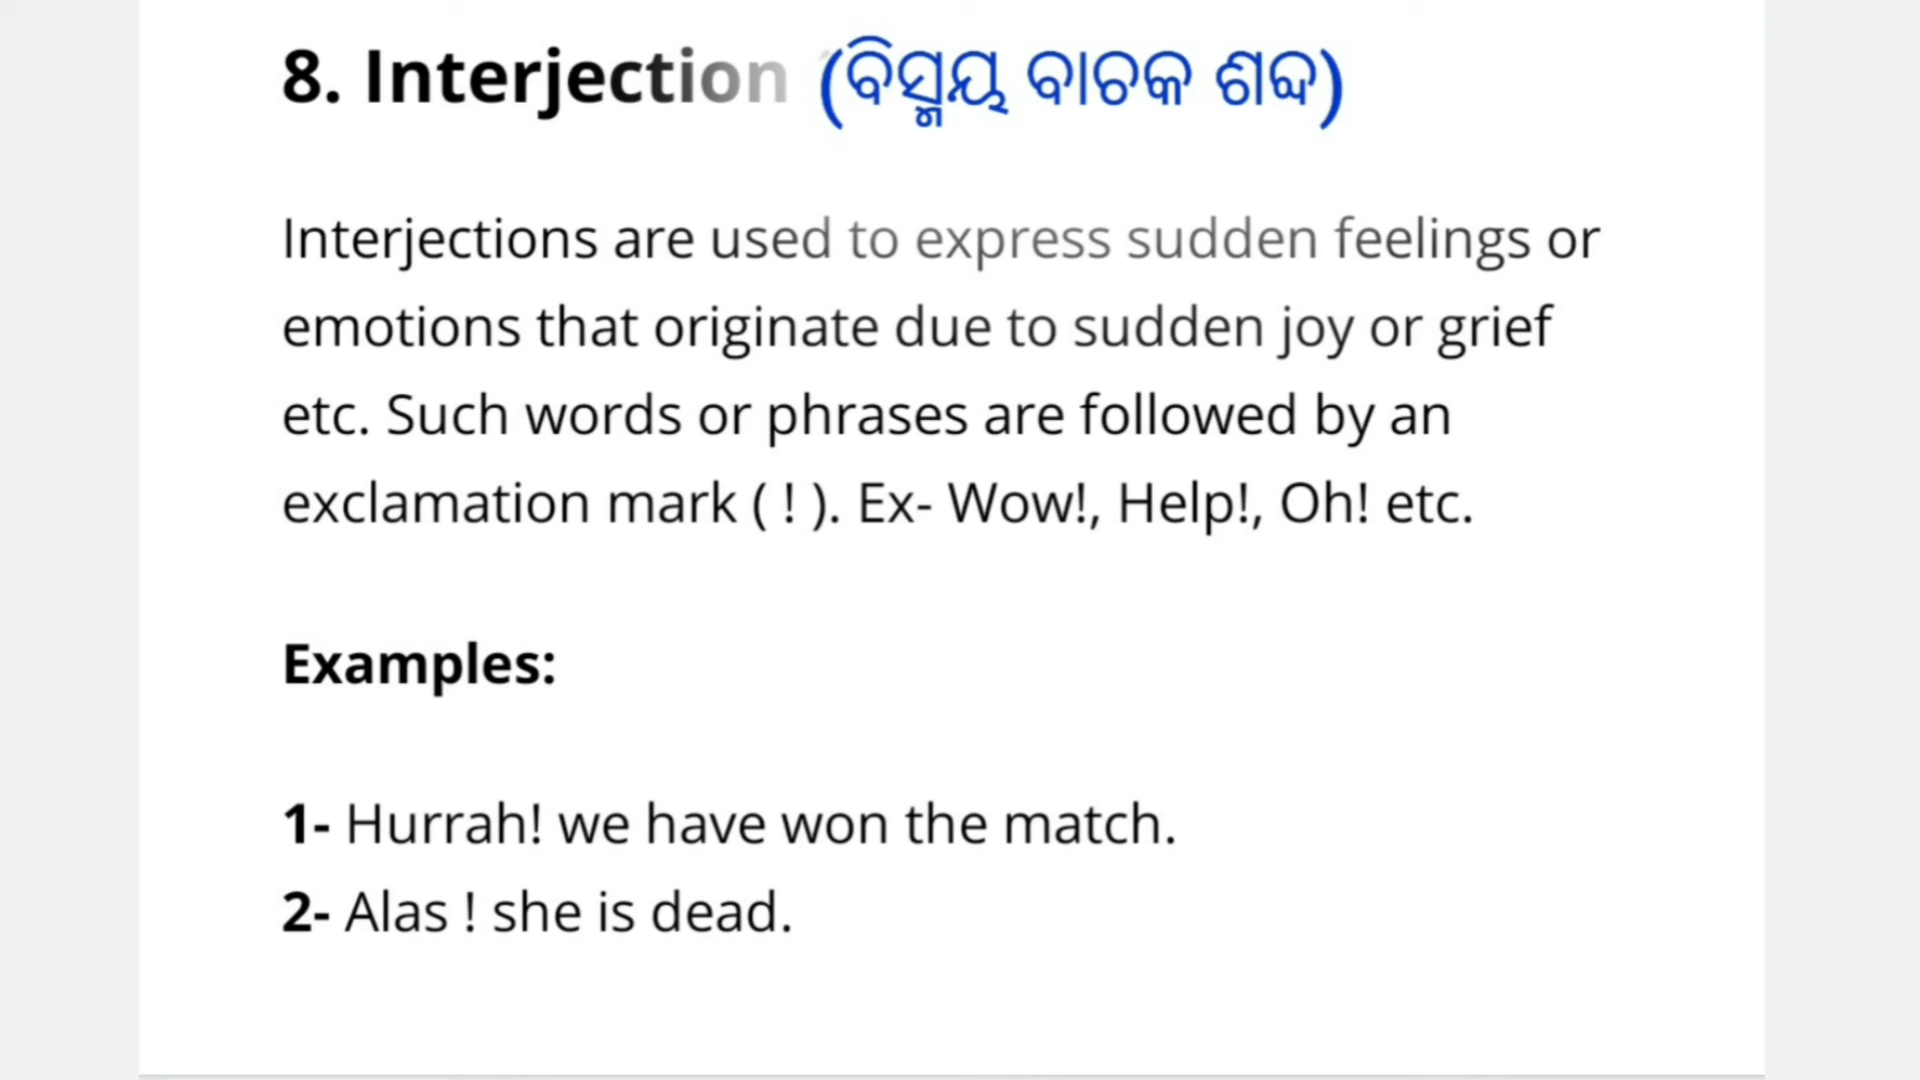 8. Interjection (ବିସ୍ମୟ ବାଚକ ଶବ୍ଦ)
Interjections are used to express sudden feelings or
emotions that originate due to sudden joy or grief
etc. Such words or phrases are followed by an
exclamation mark ( ! ). Ex- Wow!, Help!, Oh! etc.
Examples:
1- Hurrah! we have won the match.
2- Alas ! she is dead.